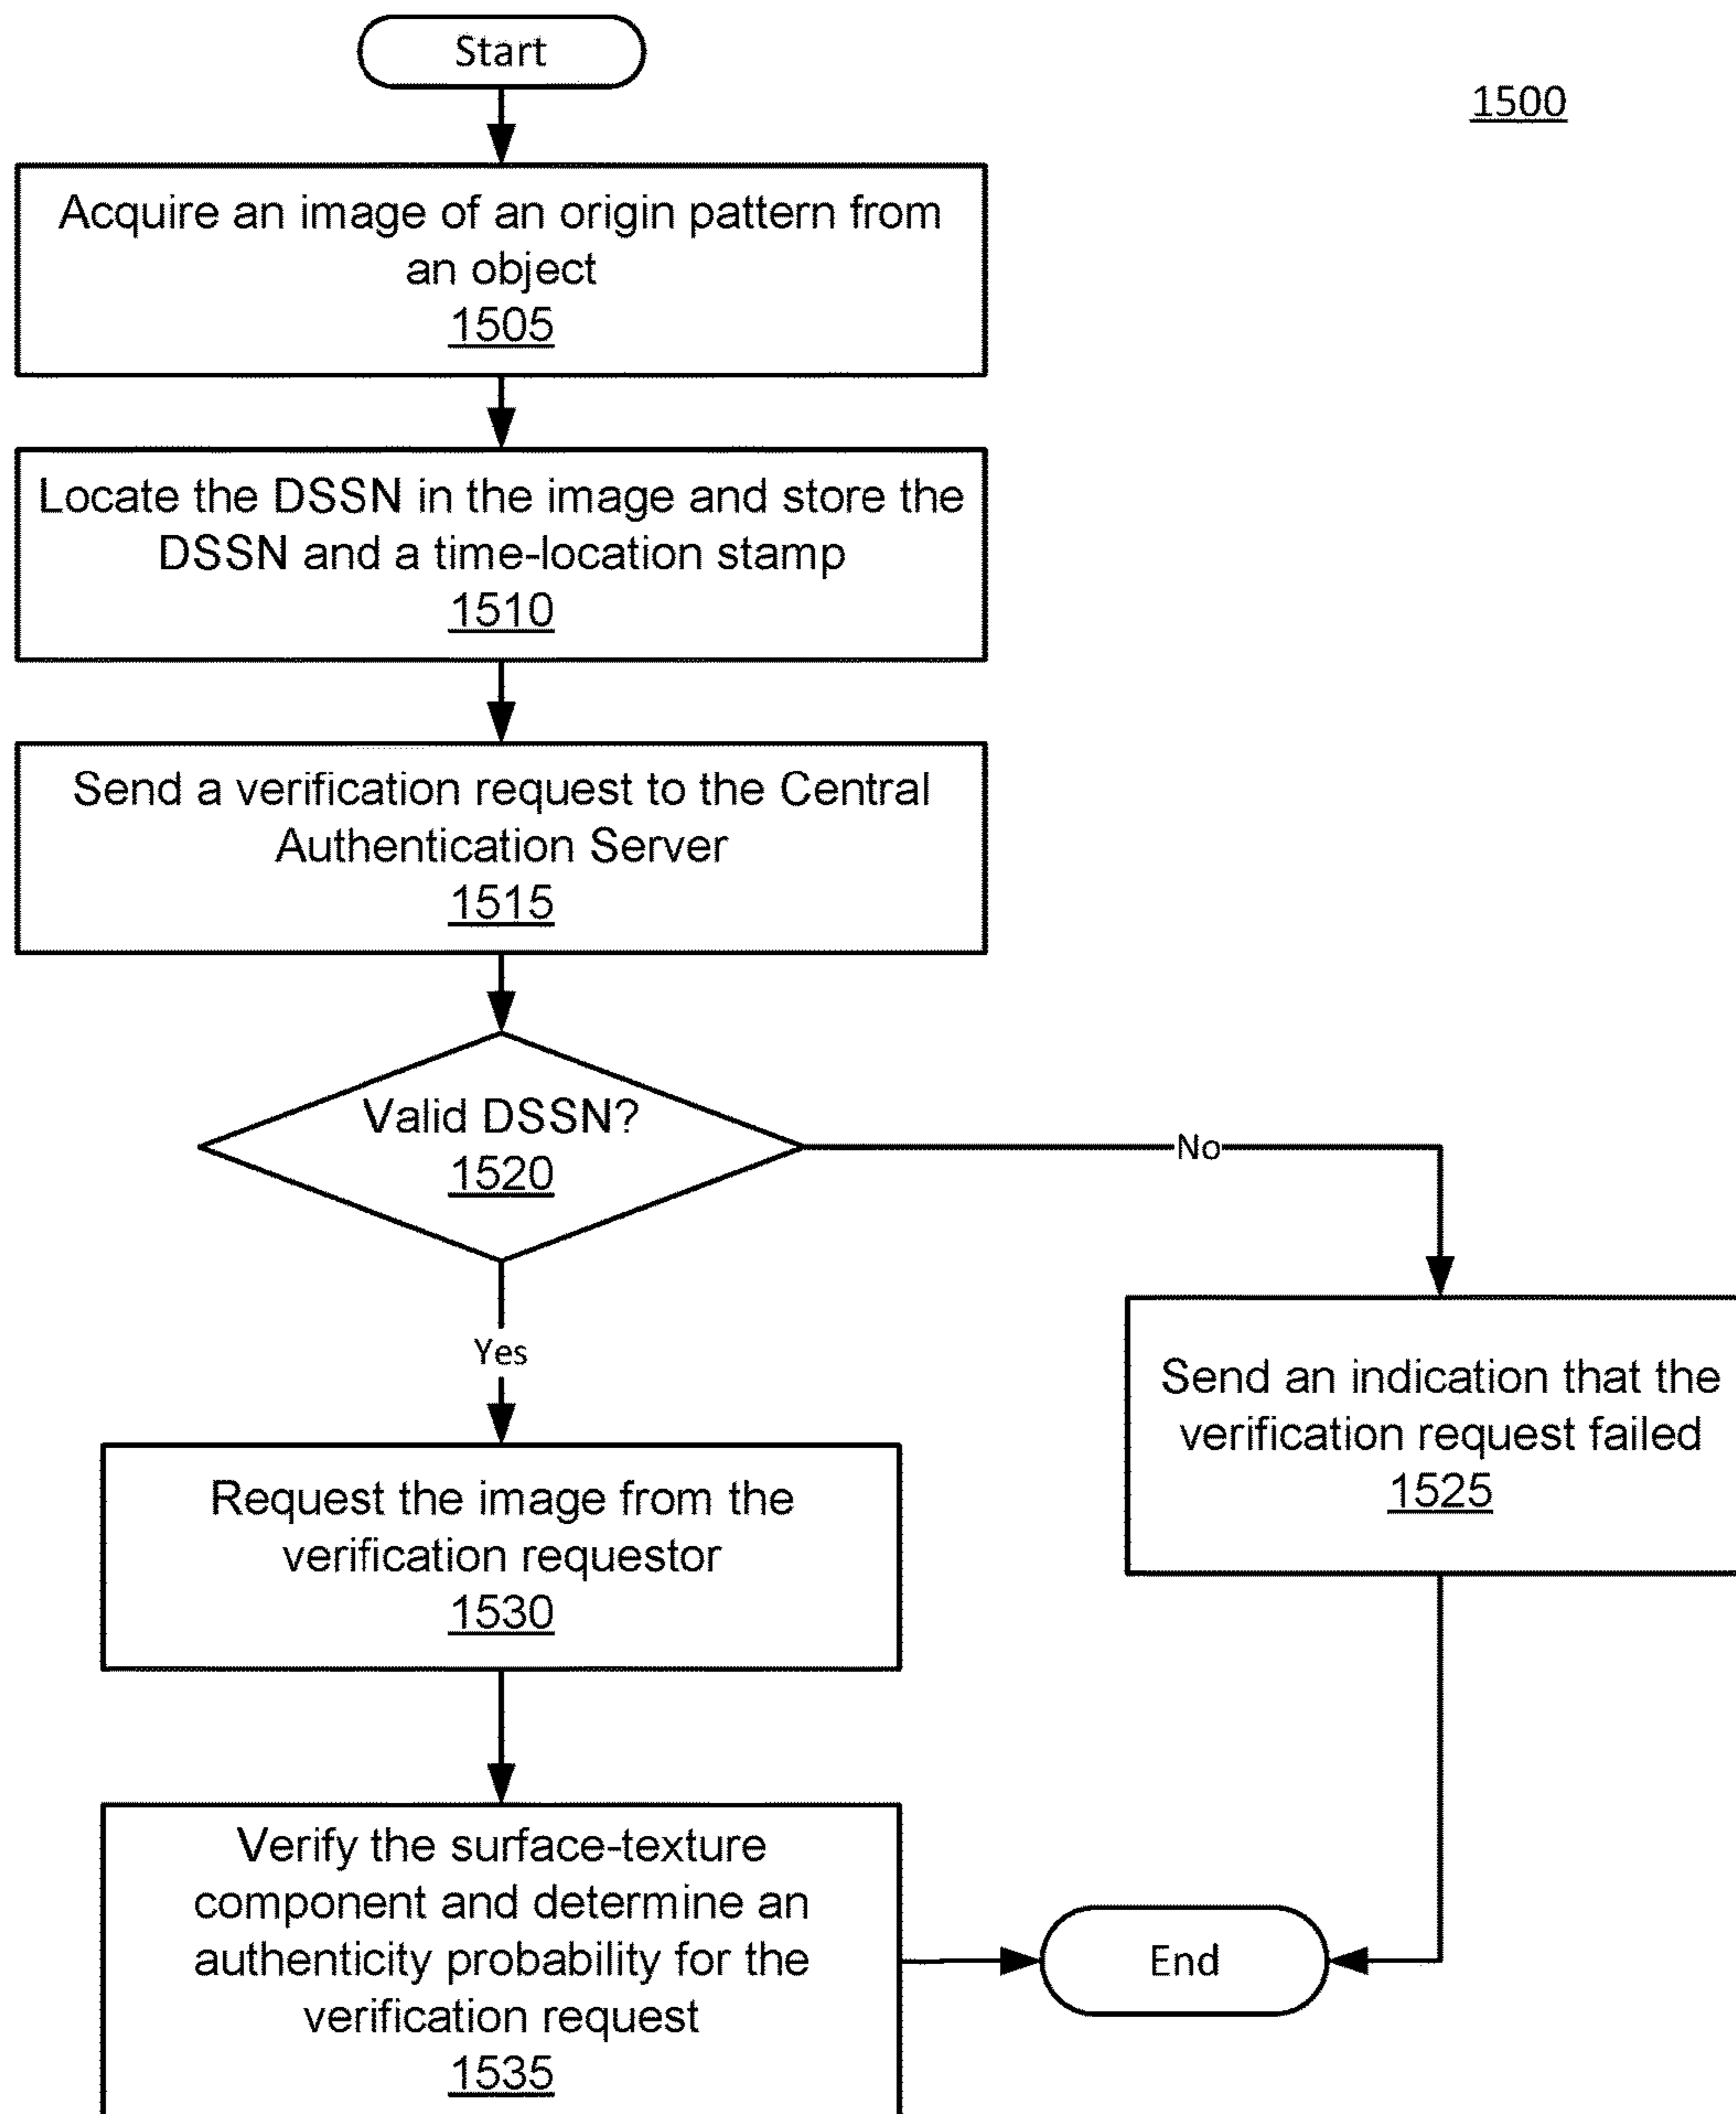 Start
1500
Acquire an image of an origin pattern from
an object
1505
Locate the DSSN in the image and store the
DSSN and a time-location stamp
1510
Send a verification request to the Central
Authentication Server
1515
Valid DSSN?
1520
No
Yes
Send an indication that the
verification request failed
1525
Request the image from the
verification requestor
1530
Verify the surface-texture
component and determine an
authenticity probability for the
verification request
1535
End